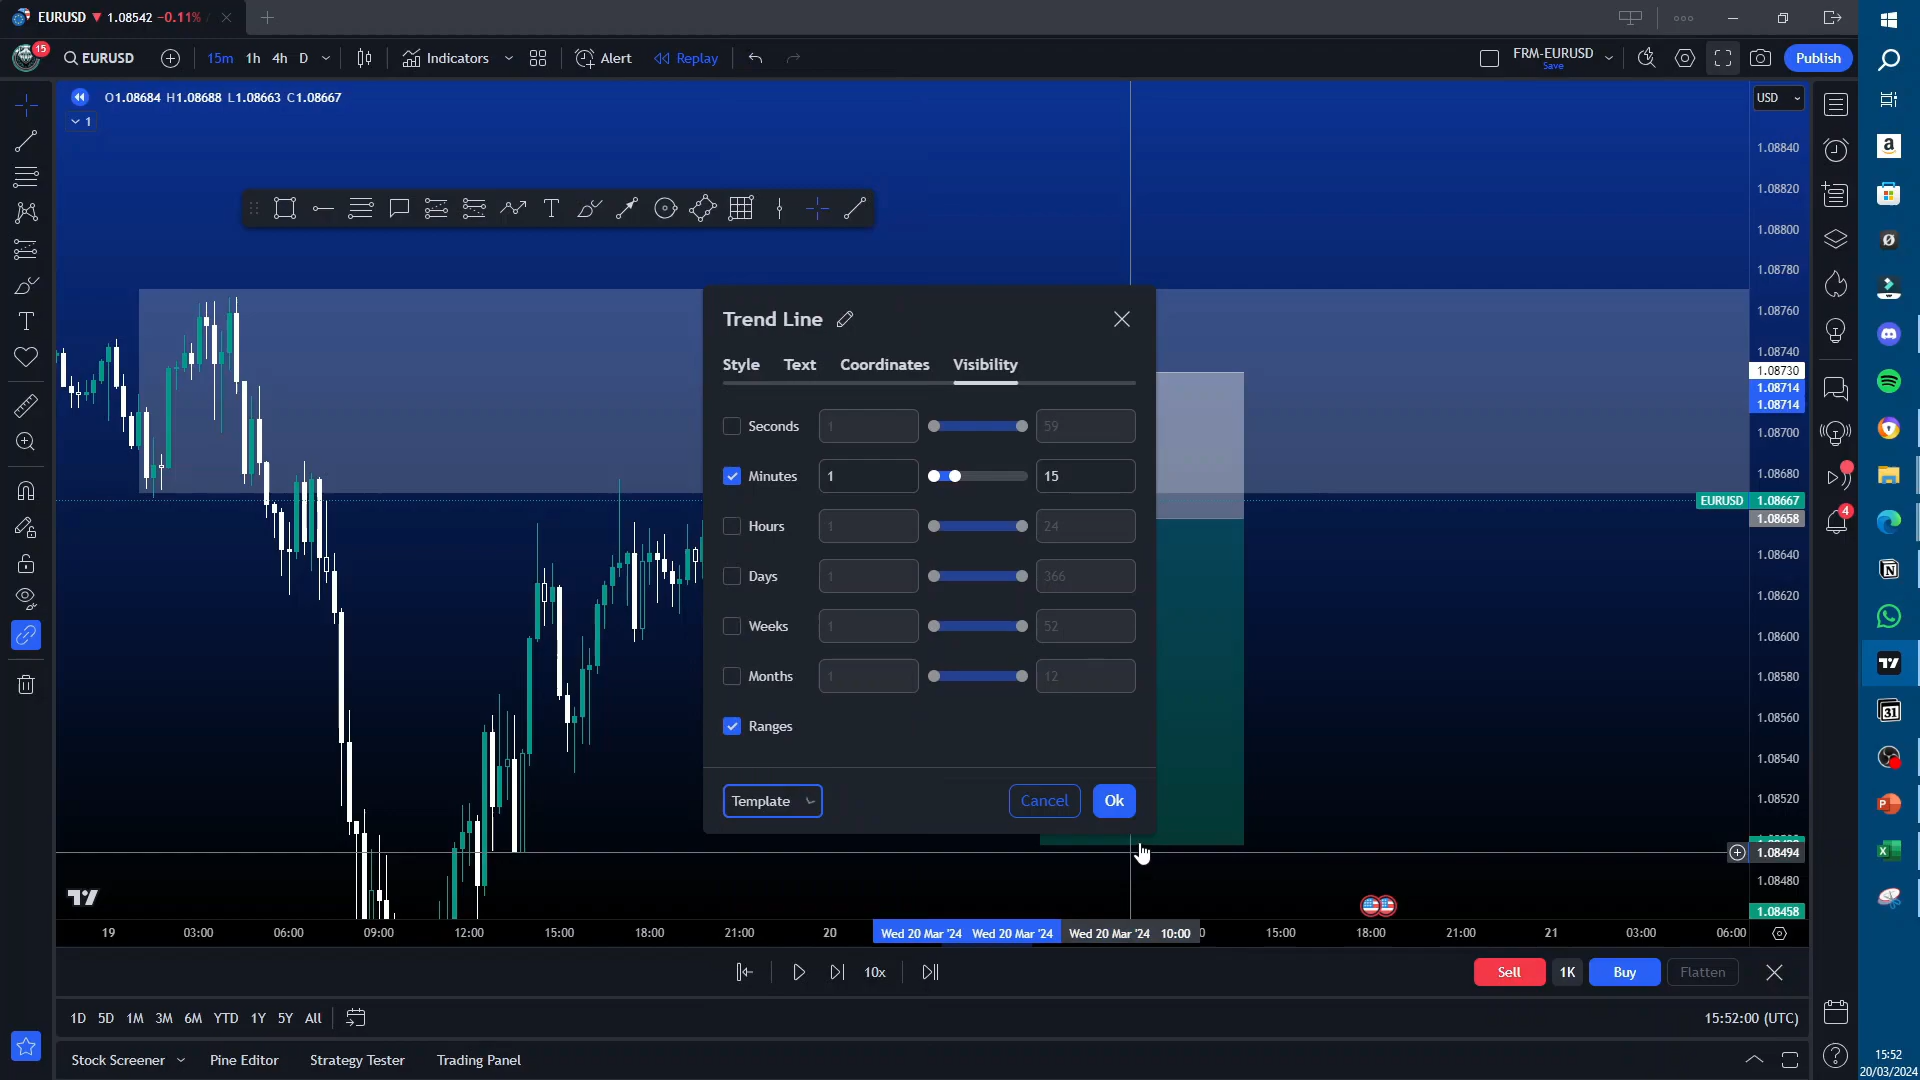 EURUSD 1.08542 -0.11%
15
EURUSD
15m 1h 4h D
Indicators
Alert
Replay
FRM-EURUSD
Save
Publish
O1.08684 H1.08688 L1.08663 C1.08667
1
USD
1.08840
1.08820
1.08800
1.08780
1.08760
1.08740
1.08730
1.08714
1.08714
1.08700
1.08680
EURUSD 1.08667
1.08658
1.08640
1.08620
1.08600
1.08580
1.08560
1.08540
1.08520
1.08494
1.08480
1.08458
Trend Line
Style Text Coordinates Visibility
Seconds 1 59
Minutes 1 15
Hours 1 24
Days 1 366
Weeks 1 52
Months 1 12
Ranges
Template
Cancel
Ok
19 03:00 06:00 09:00 12:00 15:00 18:00 21:00 20 Wed 20 Mar '24 Wed 20 Mar '24 Wed 20 Mar '24 10:00 15:00 18:00 21:00 21 03:00 06:00
10x
Sell
1K
Buy
Flatten
1D 5D 1M 3M 6M YTD 1Y 5Y All
15:52:00 (UTC)
Stock Screener
Pine Editor
Strategy Tester
Trading Panel
4
31
15:52
20/03/2024